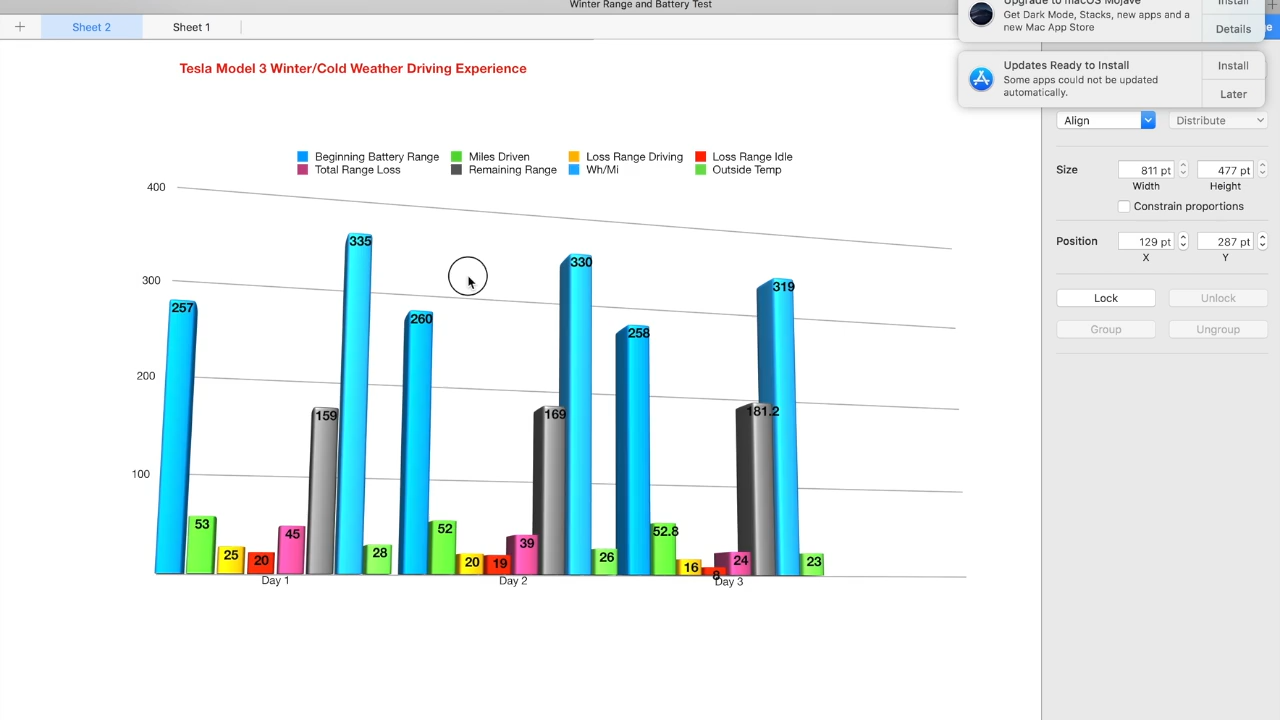 Winter Range and Battery Test
Sheet 2
Sheet 1
Upgrade to macOS Mojave
Get Dark Mode, Stacks, new apps and a
new Mac App Store
Install
Details
Updates Ready to Install
Some apps could not be updated
automatically.
Install
Later
Tesla Model 3 Winter/Cold Weather Driving Experience
Beginning Battery Range
Miles Driven
Loss Range Driving
Loss Range Idle
Total Range Loss
Remaining Range
Wh/Mi
Outside Temp
400
300
200
100
257
53
25
20
45
159
335
28
260
52
20
19
39
169
330
26
258
52.8
16
8
24
181.2
319
23
Day 1
Day 2
Day 3
Align
Distribute
Size
811 pt
477 pt
Width
Height
Constrain proportions
Position
129 pt
287 pt
X
Y
Lock
Unlock
Group
Ungroup